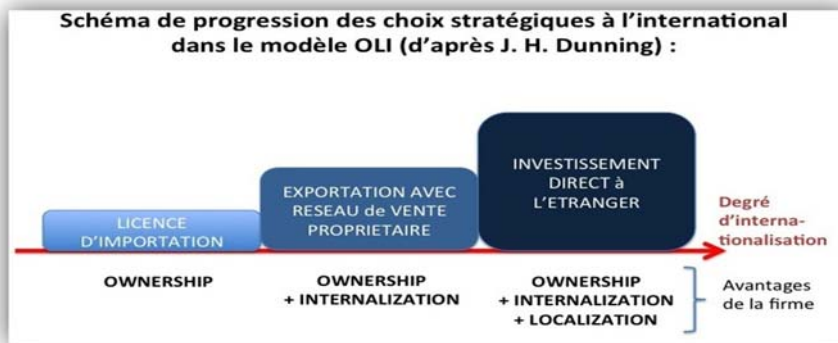 Schéma de progression des choix stratégiques à l'international
dans le modèle OLI (d'après J. H. Dunning) :
LICENCE
D'IMPORTATION
EXPORTATION AVEC
RESEAU de VENTE
PROPRIETAIRE
INVESTISSEMENT
DIRECT à
L'ETRANGER
Degré
d'interna-
tionalisation
OWNERSHIP
OWNERSHIP
+ INTERNALIZATION
OWNERSHIP
+ INTERNALIZATION
+ LOCALIZATION
Avantages
de la firme